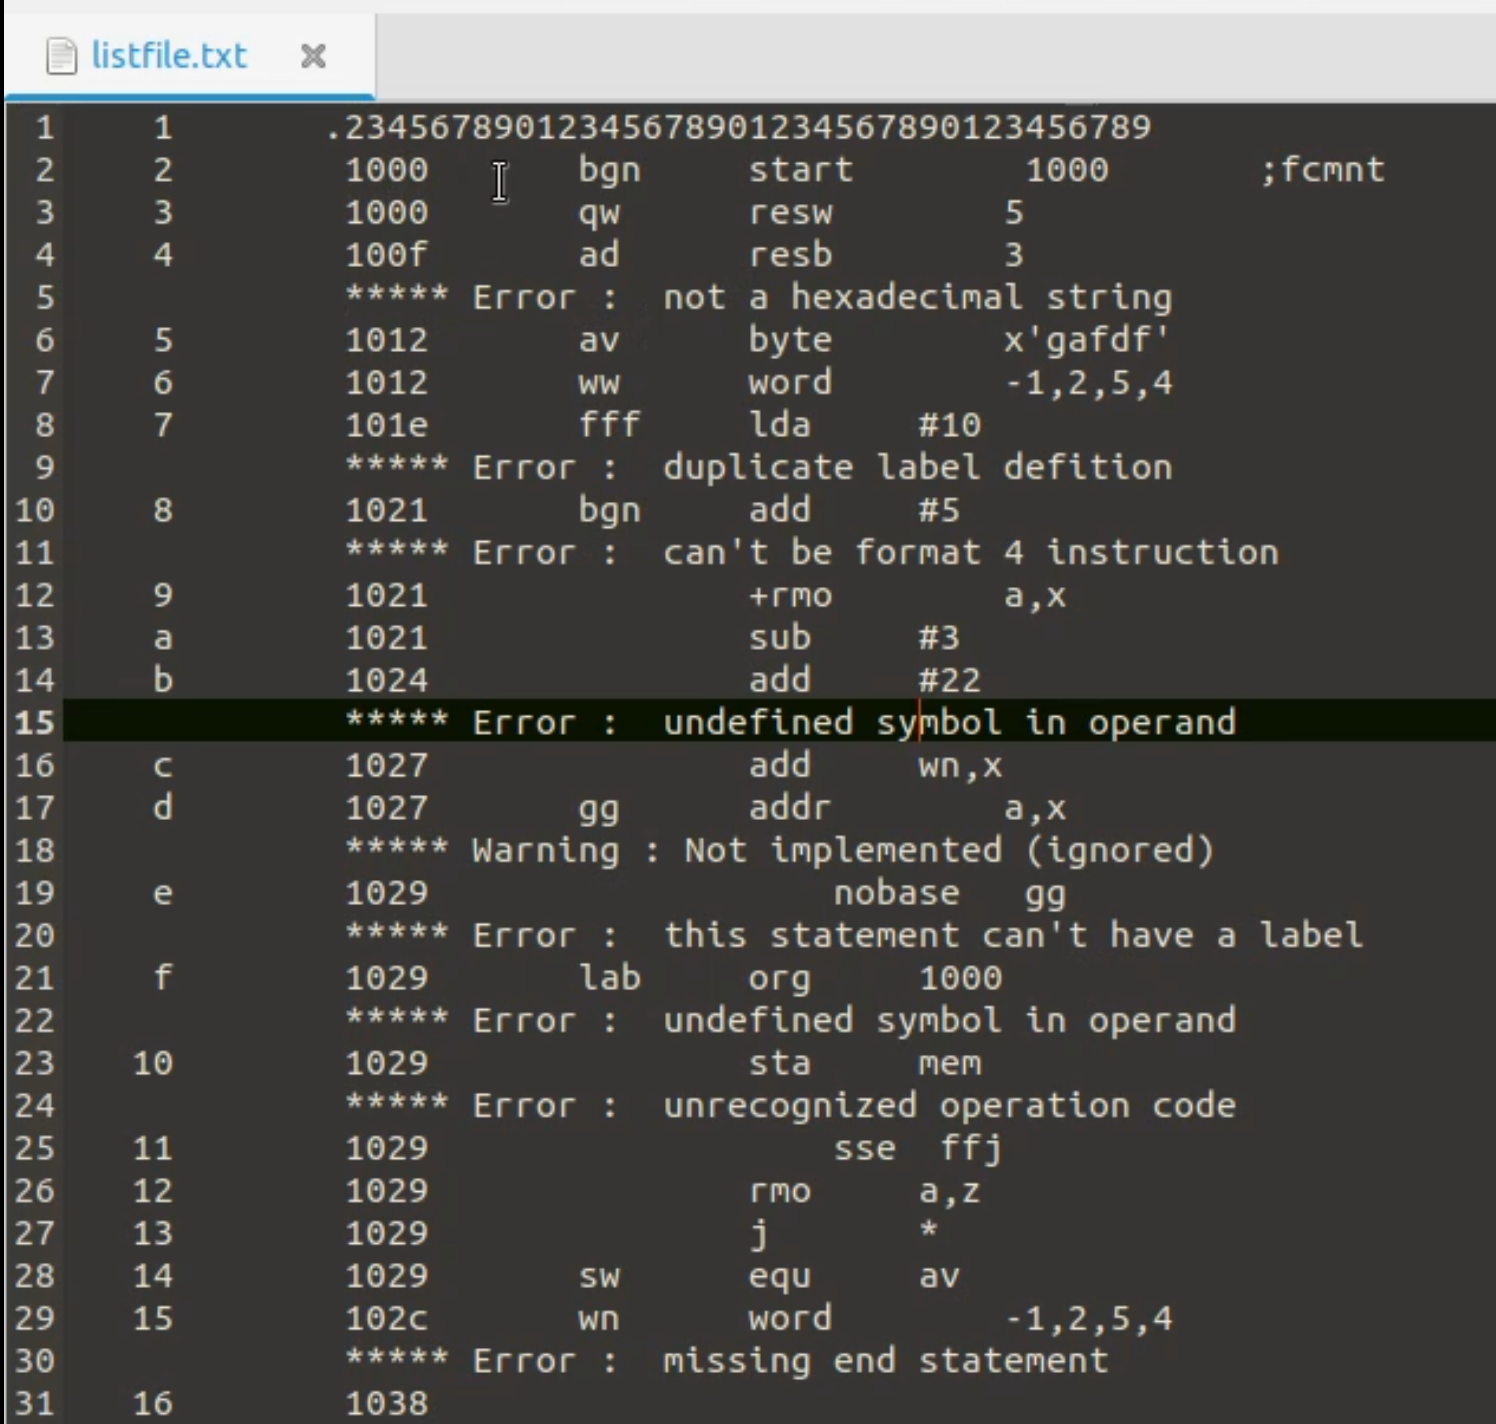 listfile.txt
1 1 .23456789012345678901234567890123456789
2 2 1000 bgn start 1000 ;fcmnt
3 3 1000 qw resw 5
4 4 100f ad resb 3
5 ***** Error : not a hexadecimal string
6 5 1012 av byte x'gafdf'
7 6 1012 ww word -1,2,5,4
8 7 101e fff lda #10
9 ***** Error : duplicate label defition
10 8 1021 bgn add #5
11 ***** Error : can't be format 4 instruction
12 9 1021 +rmo a,x
13 a 1021 sub #3
14 b 1024 add #22
15 ***** Error : undefined symbol in operand
16 c 1027 add wn,x
17 d 1027 gg addr a,x
18 ***** Warning : Not implemented (ignored)
19 e 1029 nobase gg
20 ***** Error : this statement can't have a label
21 f 1029 lab org 1000
22 ***** Error : undefined symbol in operand
23 10 1029 sta mem
24 ***** Error : unrecognized operation code
25 11 1029 sse ffj
26 12 1029 rmo a,z
27 13 1029 j *
28 14 1029 sw equ av
29 15 102c wn word -1,2,5,4
30 ***** Error : missing end statement
31 16 1038